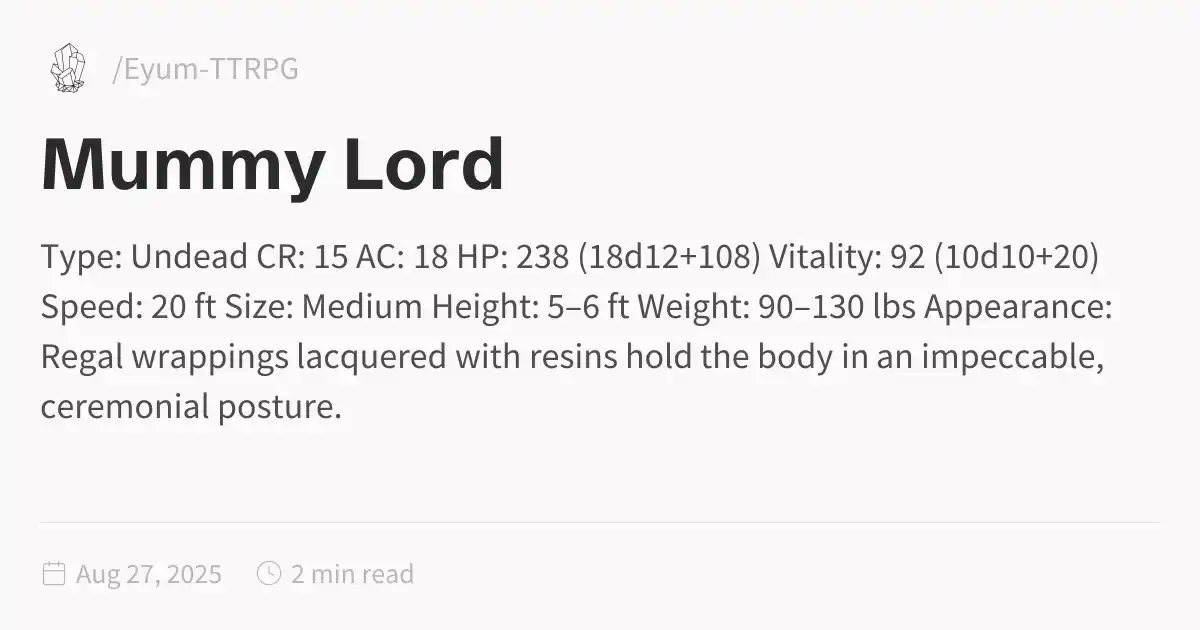 /Eyum-TTRPG
Mummy Lord
Type: Undead CR: 15 AC: 18 HP: 238 (18d12+108) Vitality: 92 (10d10+20)
Speed: 20 ft Size: Medium Height: 5–6 ft Weight: 90–130 lbs Appearance:
Regal wrappings lacquered with resins hold the body in an impeccable,
ceremonial posture.
Aug 27, 2025 2 min read